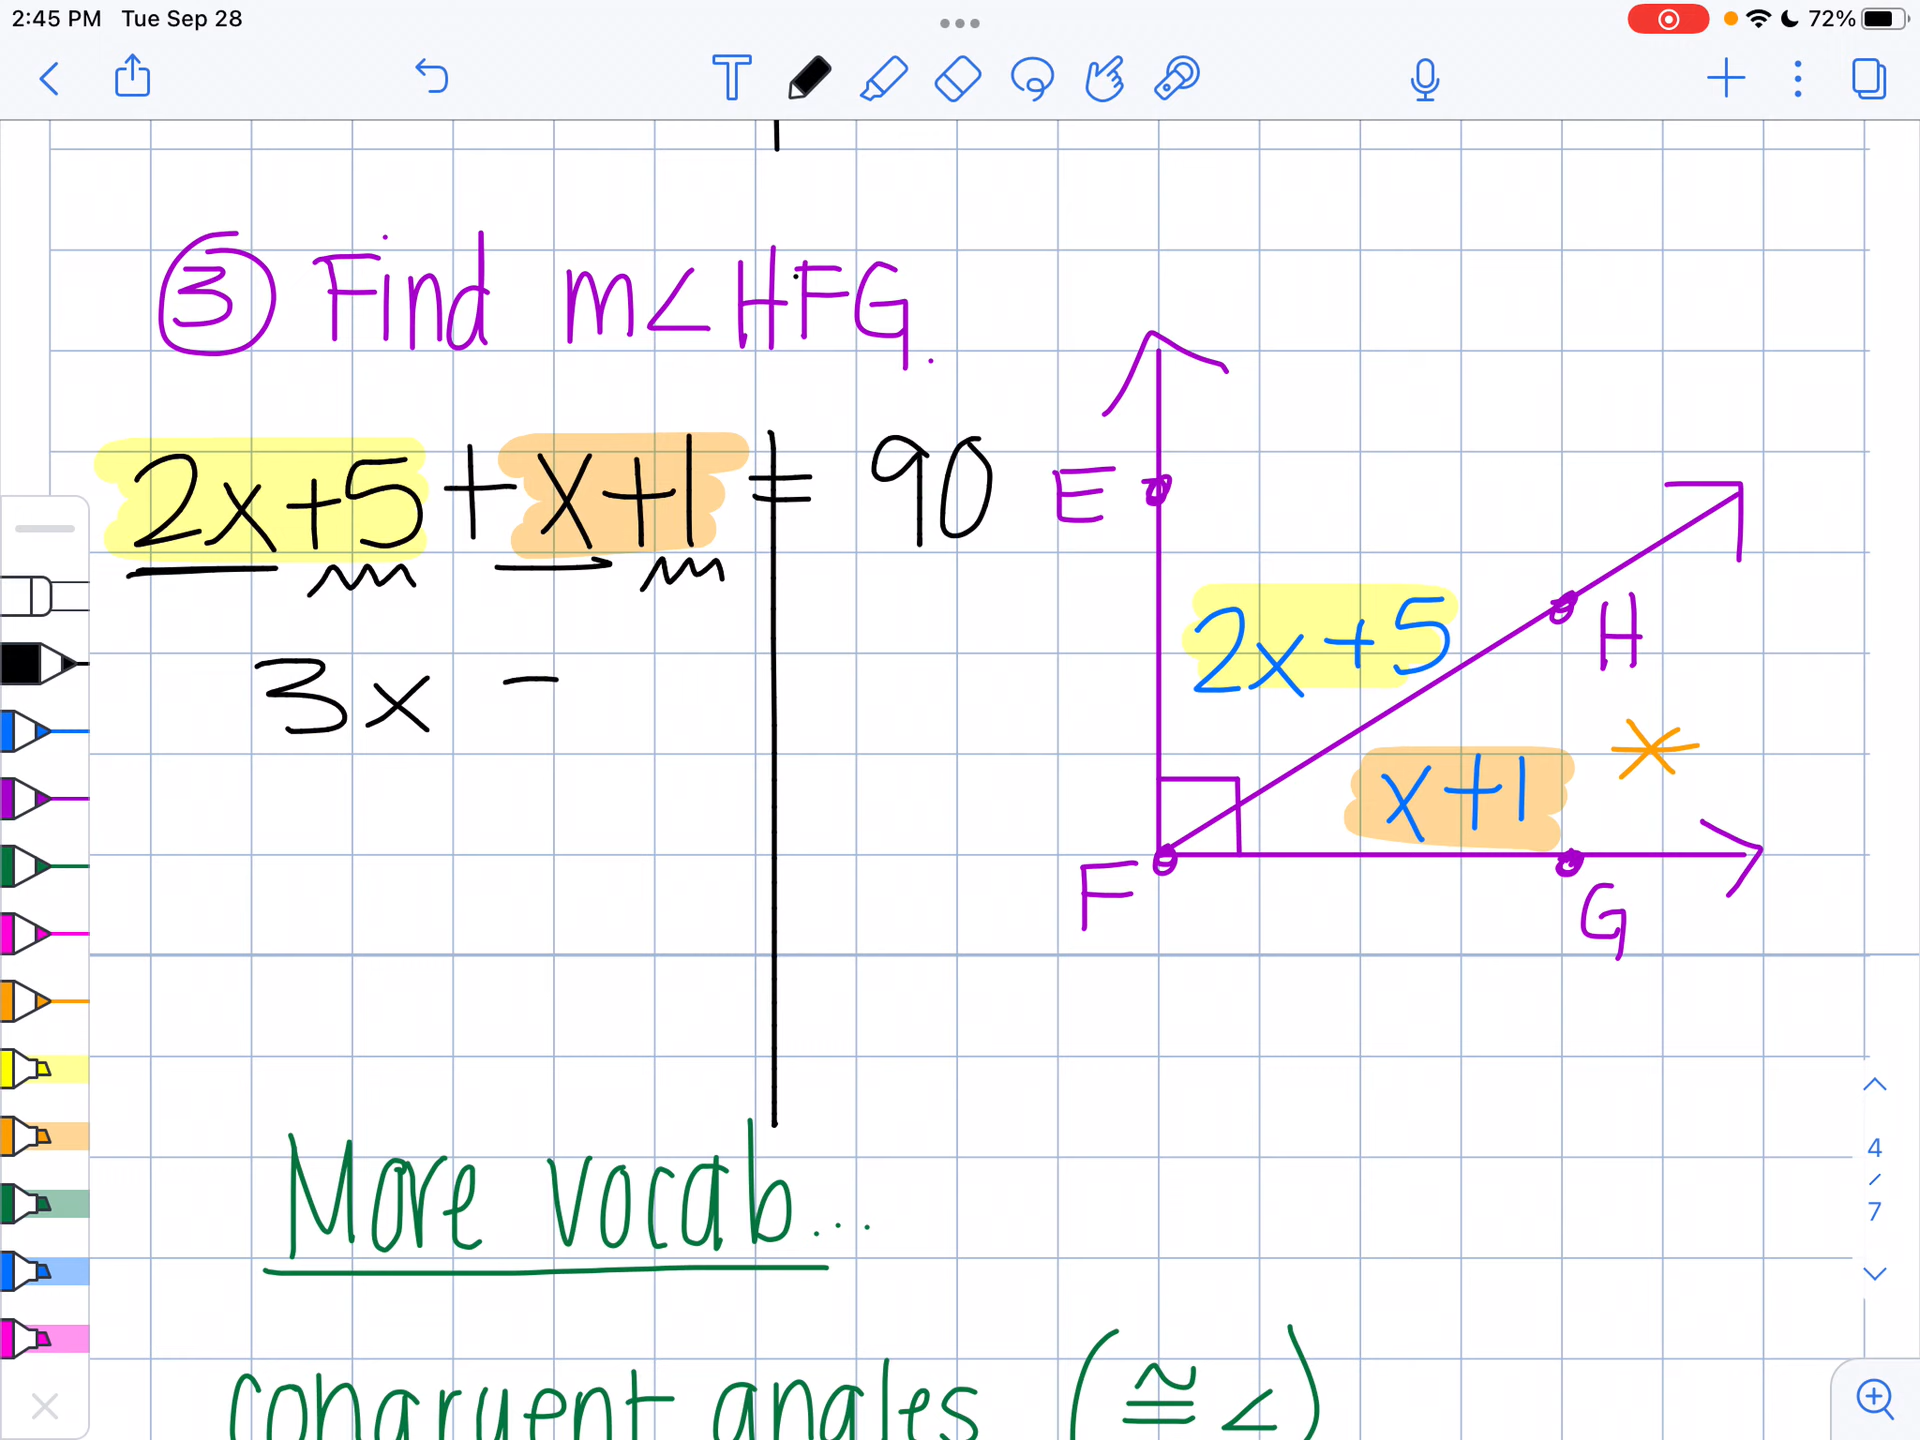 2:45 PM Tue Sep 28
72%
③ Find m<HFG.
2x+5+x+1 = 90
3x -
E
2x+5
H
x+1
F
G
4
/
7
More vocab...
congruent angles (≅ <)